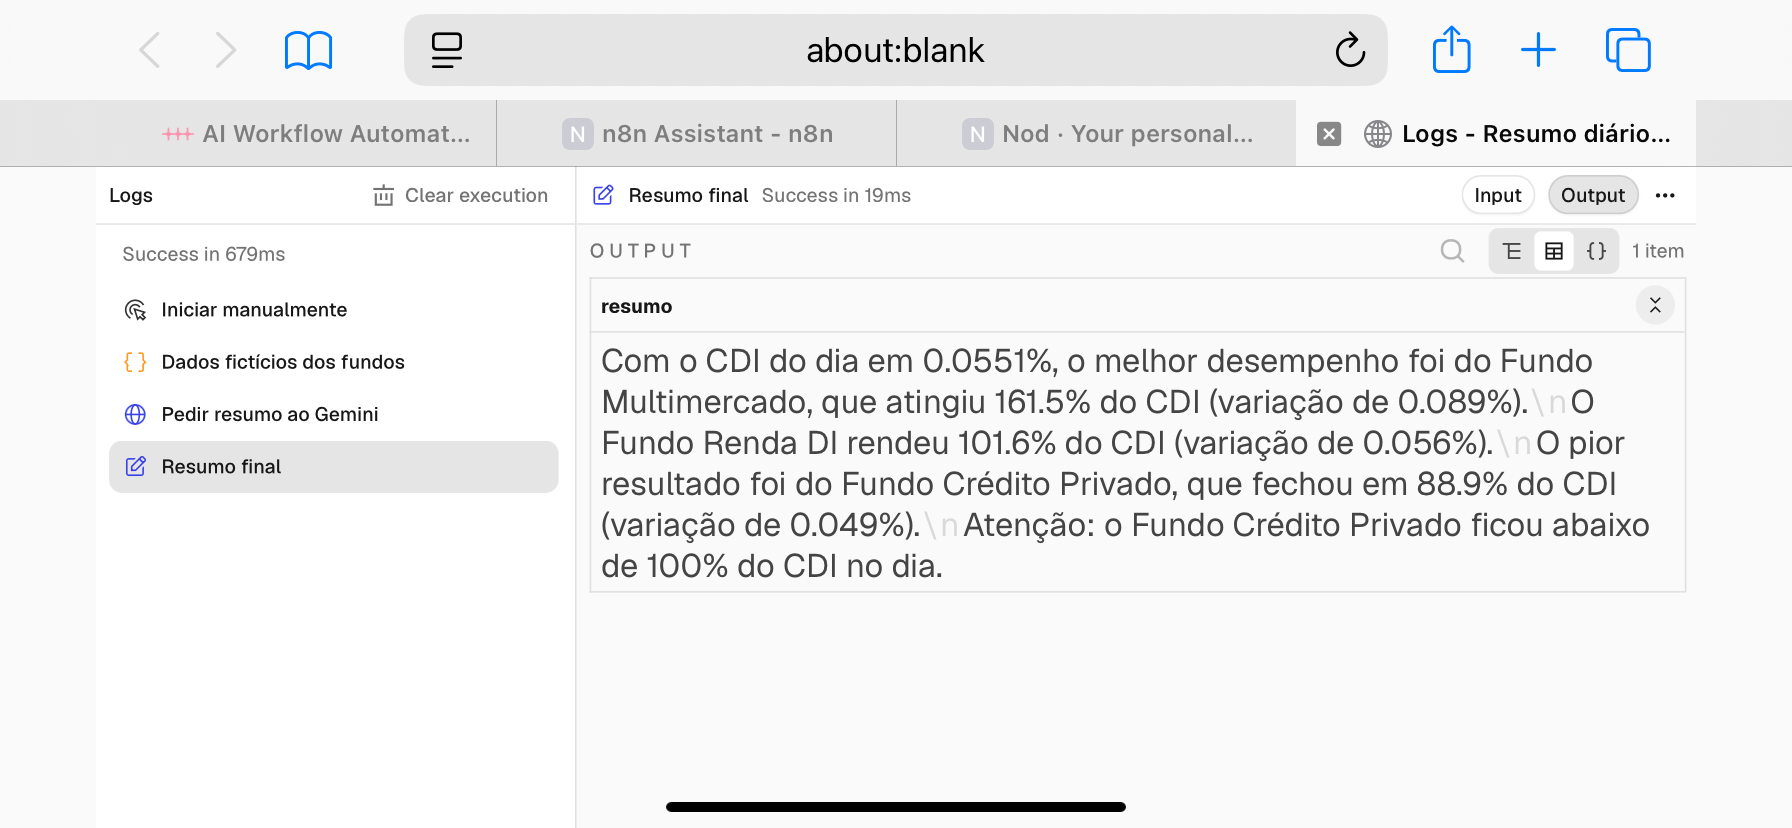 about:blank
AI Workflow Automat...
N n8n Assistant - n8n
N Nod · Your personal...
Logs - Resumo diário...
Logs
Clear execution
Resumo final Success in 19ms
Input
Output
Success in 679ms
OUTPUT
1 item
Iniciar manualmente
Dados fictícios dos fundos
Pedir resumo ao Gemini
Resumo final
resumo
Com o CDI do dia em 0.0551%, o melhor desempenho foi do Fundo
Multimercado, que atingiu 161.5% do CDI (variação de 0.089%).\nO
Fundo Renda DI rendeu 101.6% do CDI (variação de 0.056%).\nO pior
resultado foi do Fundo Crédito Privado, que fechou em 88.9% do CDI
(variação de 0.049%).\nAtenção: o Fundo Crédito Privado ficou abaixo
de 100% do CDI no dia.